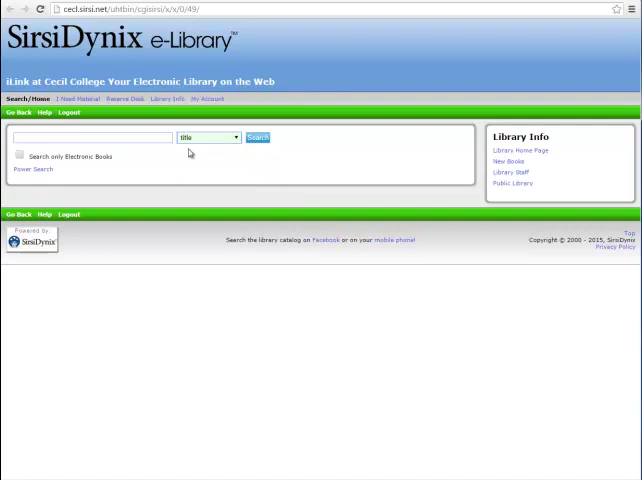 cecl.sirsi.net/uhtbin/cgisirsi/x/x/0/49/
SirsiDynix e-Library™
iLink at Cecil College Your Electronic Library on the Web
Search/Home I Need Material Reserve Desk Library Info My Account
Go Back Help Logout
title Search
Search only Electronic Books
Power Search
Library Info
Library Home Page
New Books
Library Staff
Public Library
Go Back Help Logout
Powered by:
SirsiDynix
Search the library catalog on Facebook or on your mobile phone!
Top
Copyright © 2000 - 2015, SirsiDynix
Privacy Policy